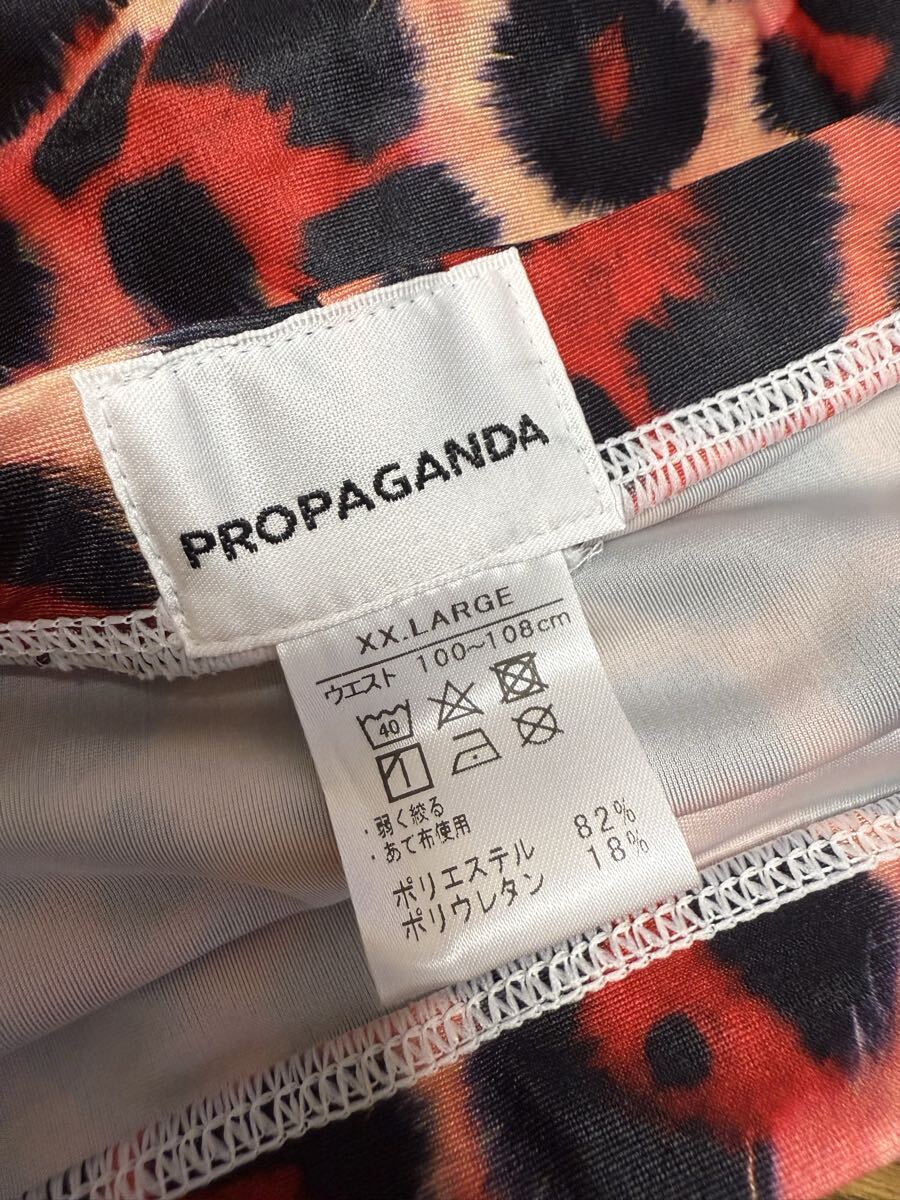 PROPAGANDA
XX.LARGE
ウエスト 100～108cm
40
・弱く絞る
・あて布使用
ポリエステル 82%
ポリウレタン 18%